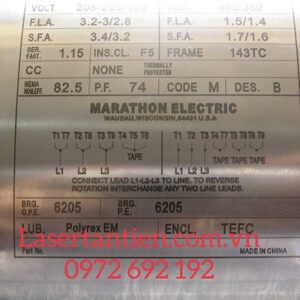 VOLT. 208-230/190 VOLT. 460/380
F.L.A. 3.2-3/2.8 F.L.A. 1.5/1.4
S.F.A. 3.4/3.2 S.F.A. 1.7/1.6
SER. FACT. 1.15 INS.CL. F5 FRAME 143TC
CC NONE THERMALLY PROTECTED
NEMA NOM.EFF. 82.5 P.F. 74 CODE M DES. B
MARATHON ELECTRIC
WAUSAU, WISCONSIN, 54401 U.S.A
T1 T7 T2 T8 T3 T9 T4 T5 T6 T1 T2 T3 T4 T7 T5 T8 T6 T9
TAPE TAPE TAPE TAPE
L1 L2 L3 L1 L2 L3
CONNECT LEAD L1-L2-L3 TO LINE. TO REVERSE
ROTATION INTERCHANGE ANY TWO LINE LEADS.
BRG. O.P.E. 6205 BRG. P.E. 6205
LUB. Polyrex EM ENCL. TEFC
Part No. MADE IN CHINA
Lasertantien.com.vn
0972 692 192